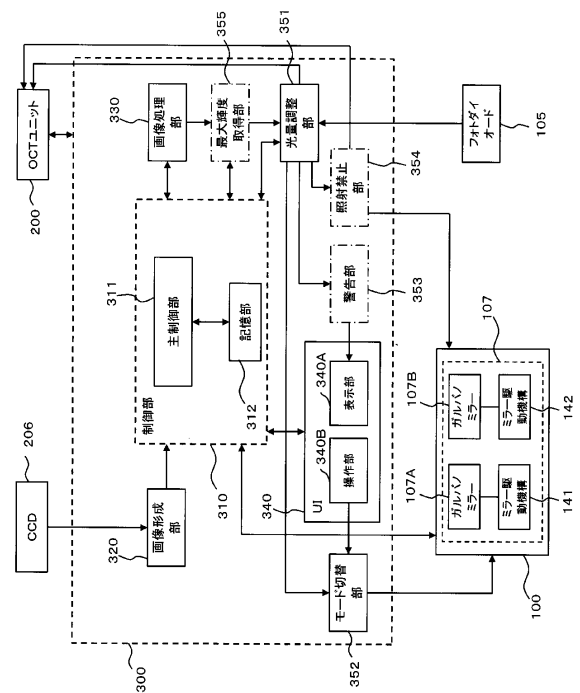 CCD
206
OCTユニット
200
300
制御部
310
311
主制御部
記憶部
312
画像形成
部
320
330
画像処理
部
355
最大輝度
取得部
351
光量調整
部
フォトダイ
オード
105
照射禁止
部
354
警告部
353
UI
340
340A
表示部
340B
操作部
モード切替
部
352
100
107
107A
ガルバノ
ミラー
107B
ガルバノ
ミラー
ミラー駆
動機構
141
ミラー駆
動機構
142